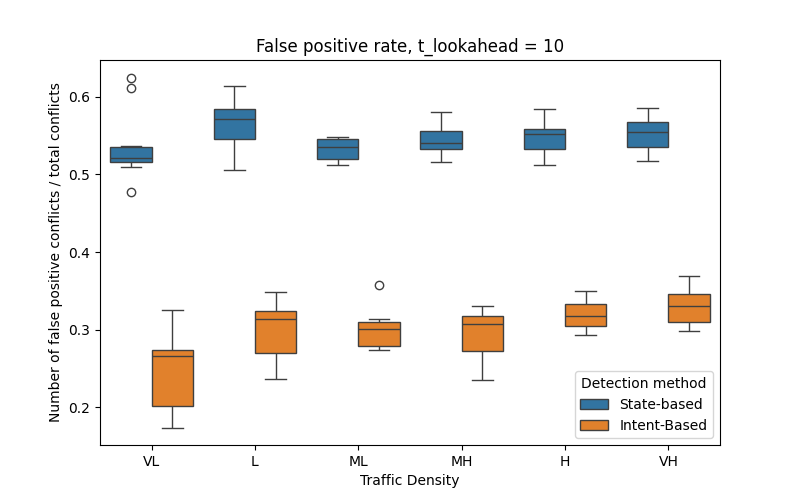 False positive rate, t_lookahead = 10
Number of false positive conflicts / total conflicts
0.6
0.5
0.4
0.3
0.2
Detection method
State-based
Intent-Based
VL L ML MH H VH
Traffic Density